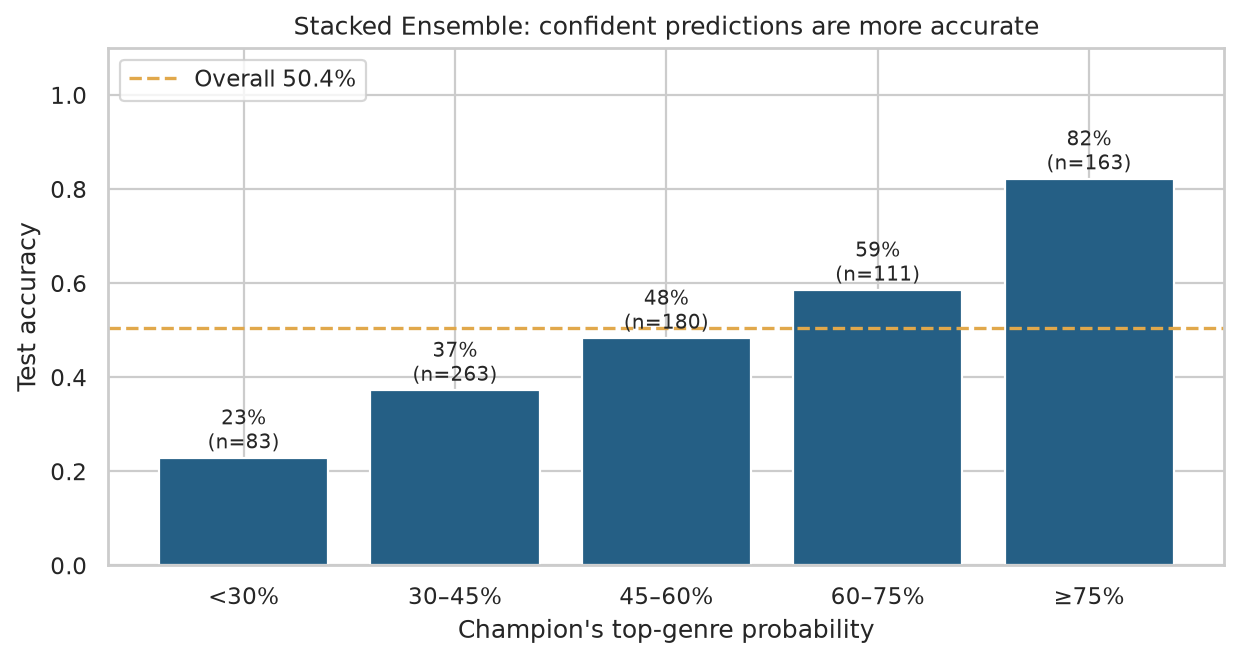 Stacked Ensemble: confident predictions are more accurate
Overall 50.4%
Test accuracy
1.0
0.8
0.6
0.4
0.2
0.0
23%
(n=83)
37%
(n=263)
48%
(n=180)
59%
(n=111)
82%
(n=163)
<30%
30–45%
45–60%
60–75%
≥75%
Champion's top-genre probability